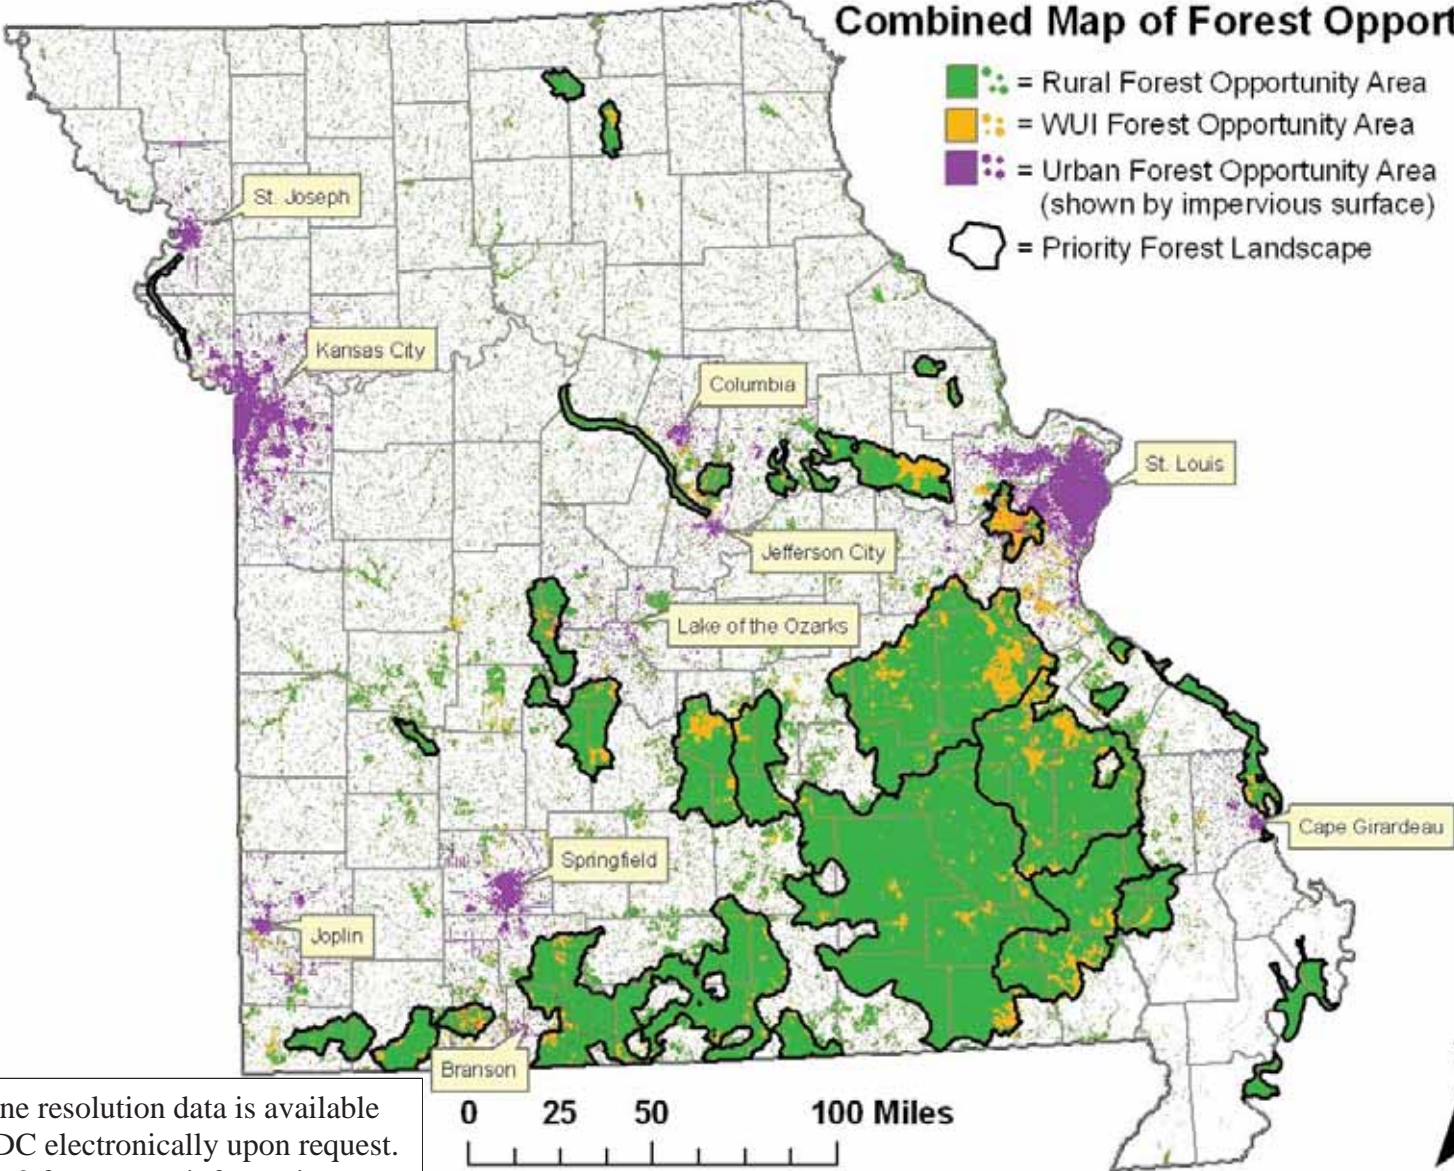 Combined Map of Forest Oppor
= Rural Forest Opportunity Area
= WUI Forest Opportunity Area
= Urban Forest Opportunity Area
(shown by impervious surface)
= Priority Forest Landscape
St. Joseph
Kansas City
Columbia
St. Louis
Jefferson City
Lake of the Ozarks
Cape Girardeau
Springfield
Joplin
Branson
ne resolution data is available
DC electronically upon request.
0 25 50 100 Miles